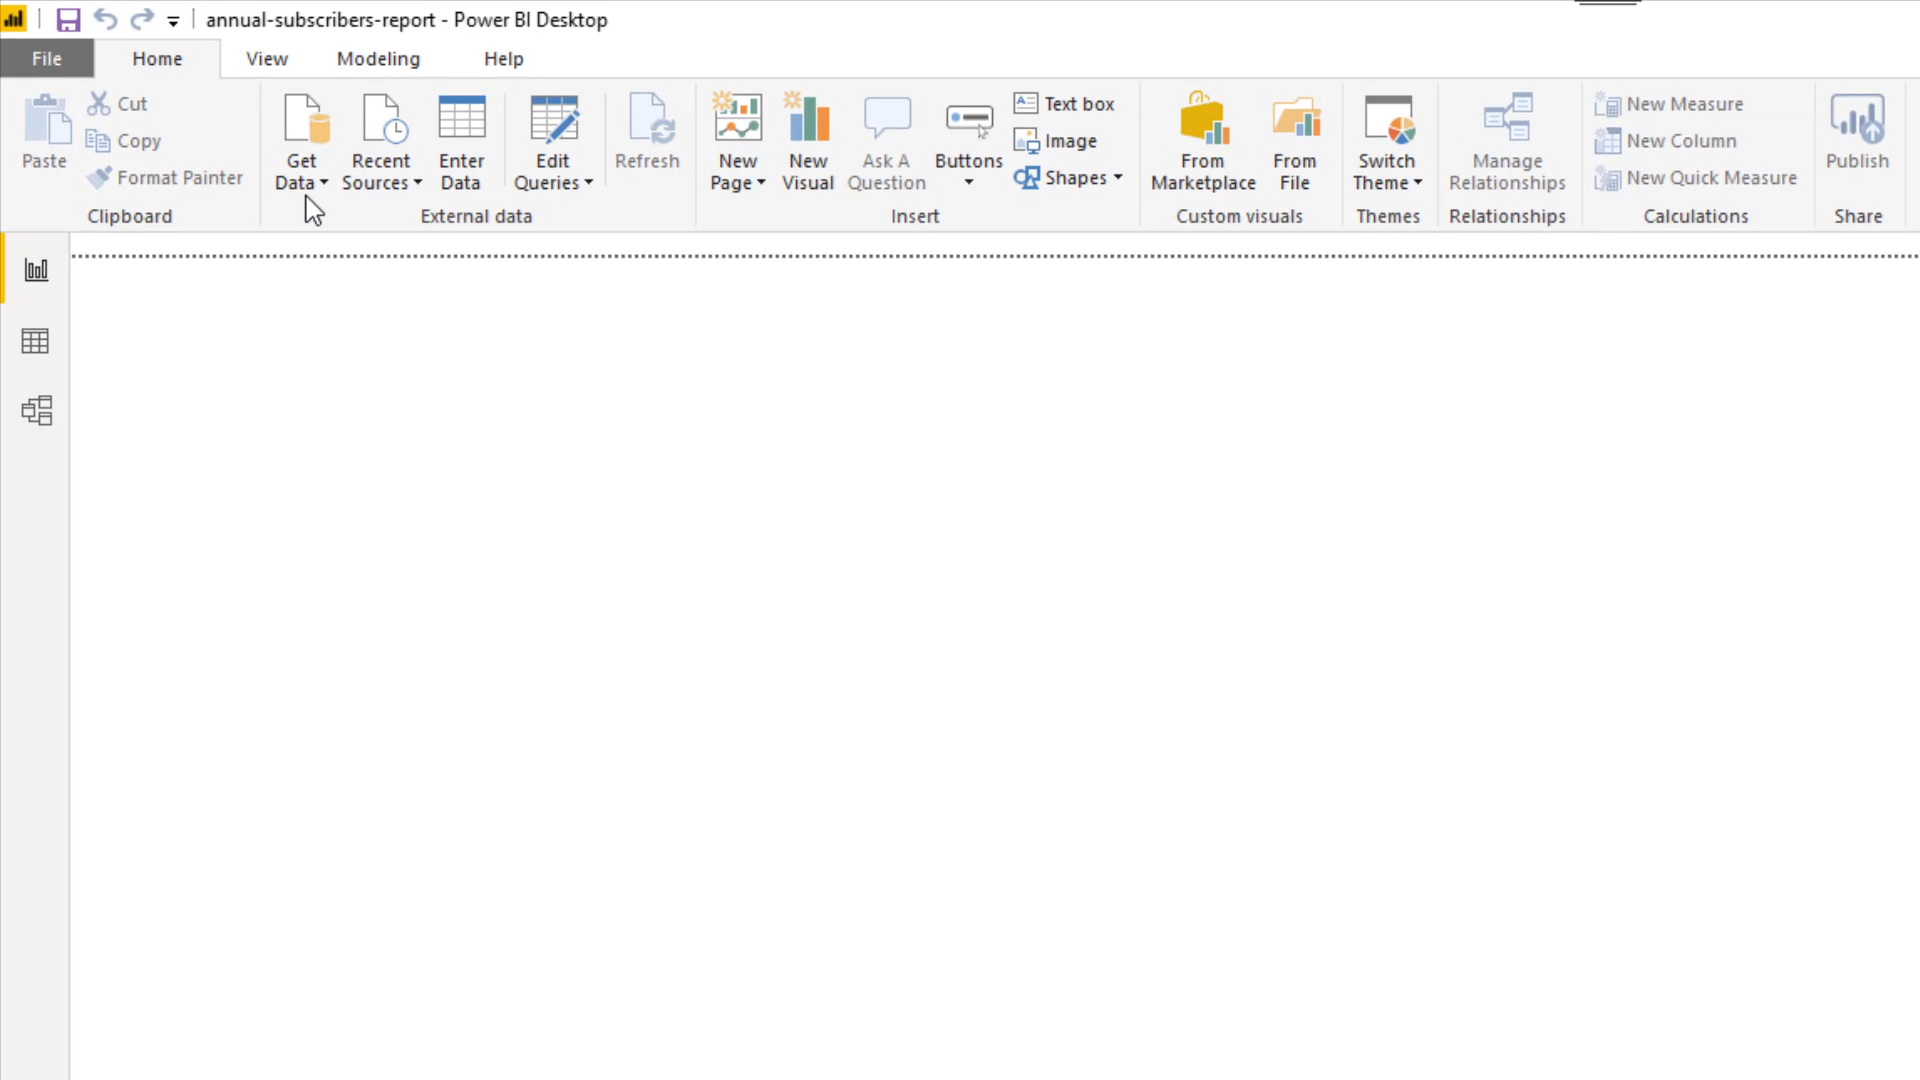 annual-subscribers-report - Power BI Desktop
File Home View Modeling Help
Paste
Cut
Copy
Format Painter
Clipboard
Get
Data
Recent
Sources
Enter
Data
Edit
Queries
Refresh
External data
New
Page
New
Visual
Ask A
Question
Buttons
Text box
Image
Shapes
Insert
From
Marketplace
From
File
Custom visuals
Switch
Theme
Themes
Manage
Relationships
Relationships
New Measure
New Column
New Quick Measure
Calculations
Publish
Share